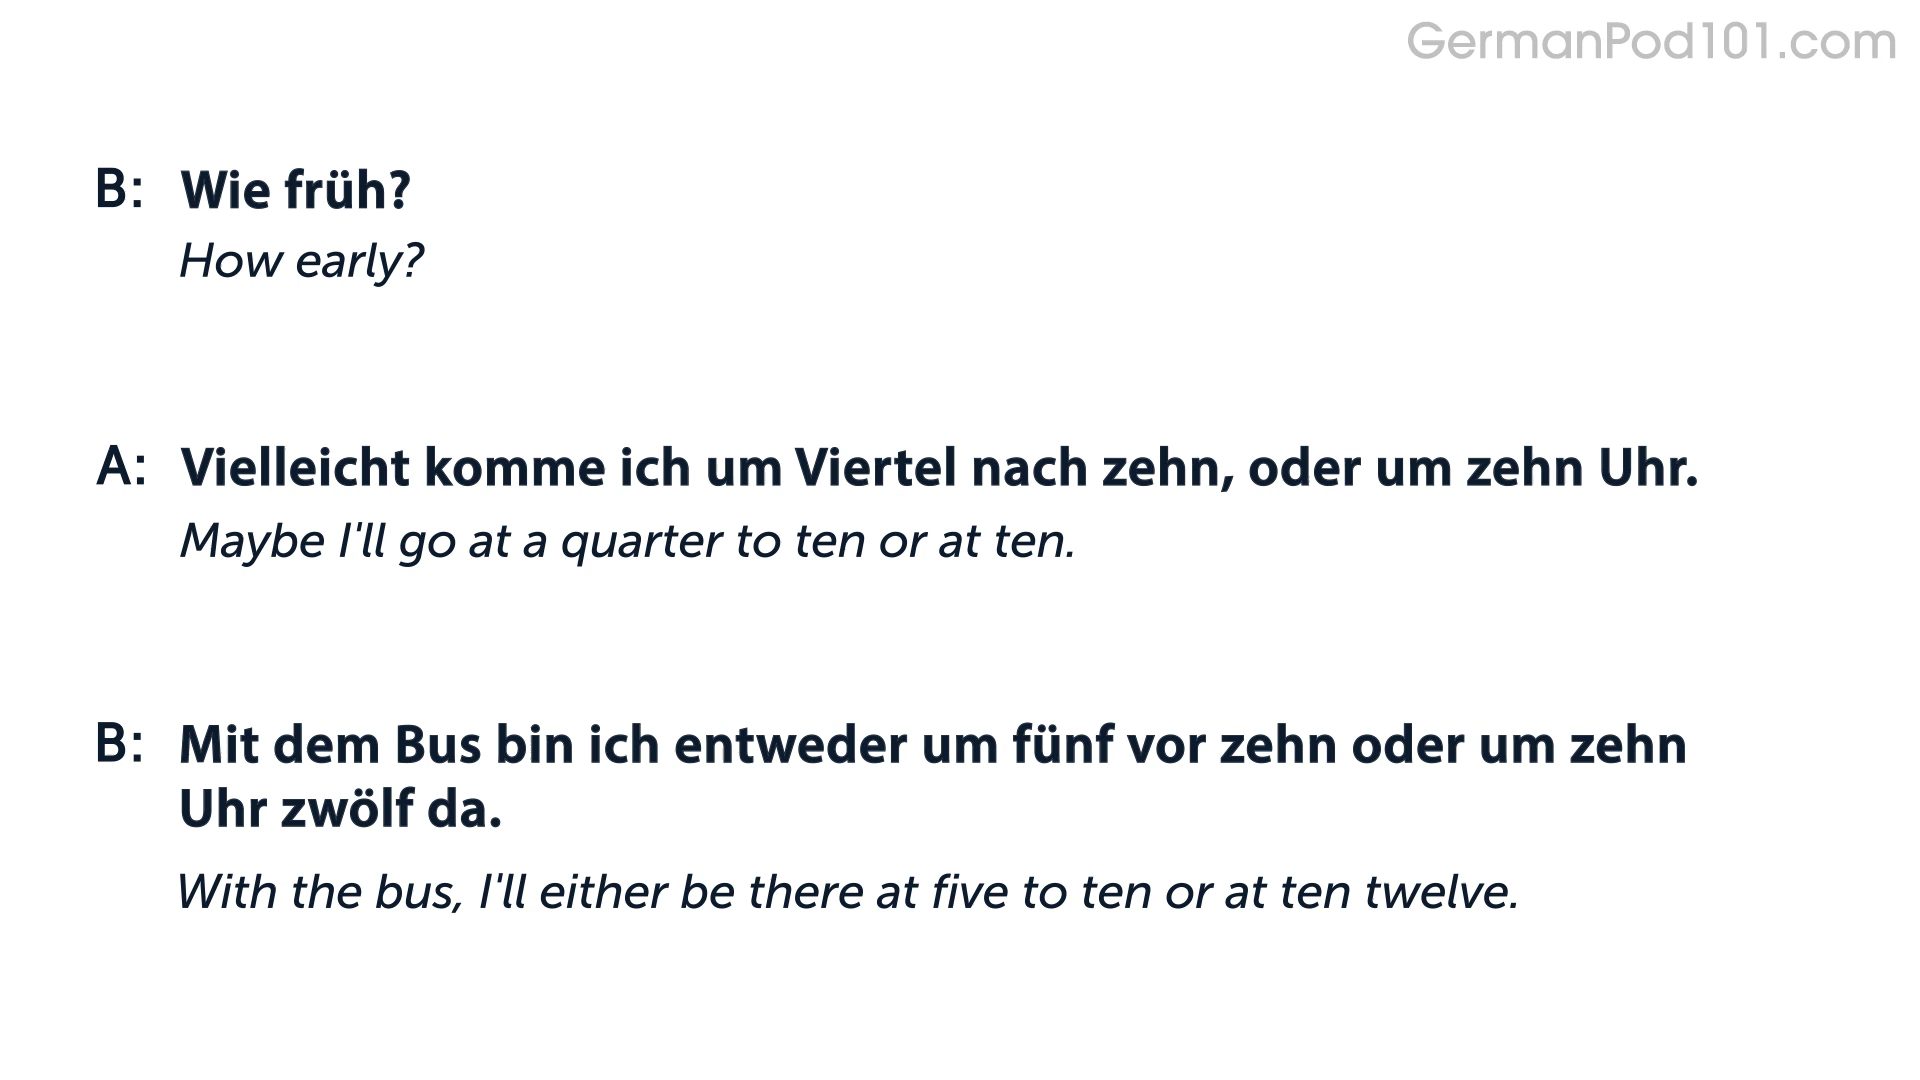 GermanPod101.com
B: Wie früh?
How early?
A: Vielleicht komme ich um Viertel nach zehn, oder um zehn Uhr.
Maybe I'll go at a quarter to ten or at ten.
B: Mit dem Bus bin ich entweder um fünf vor zehn oder um zehn
Uhr zwölf da.
With the bus, I'll either be there at five to ten or at ten twelve.